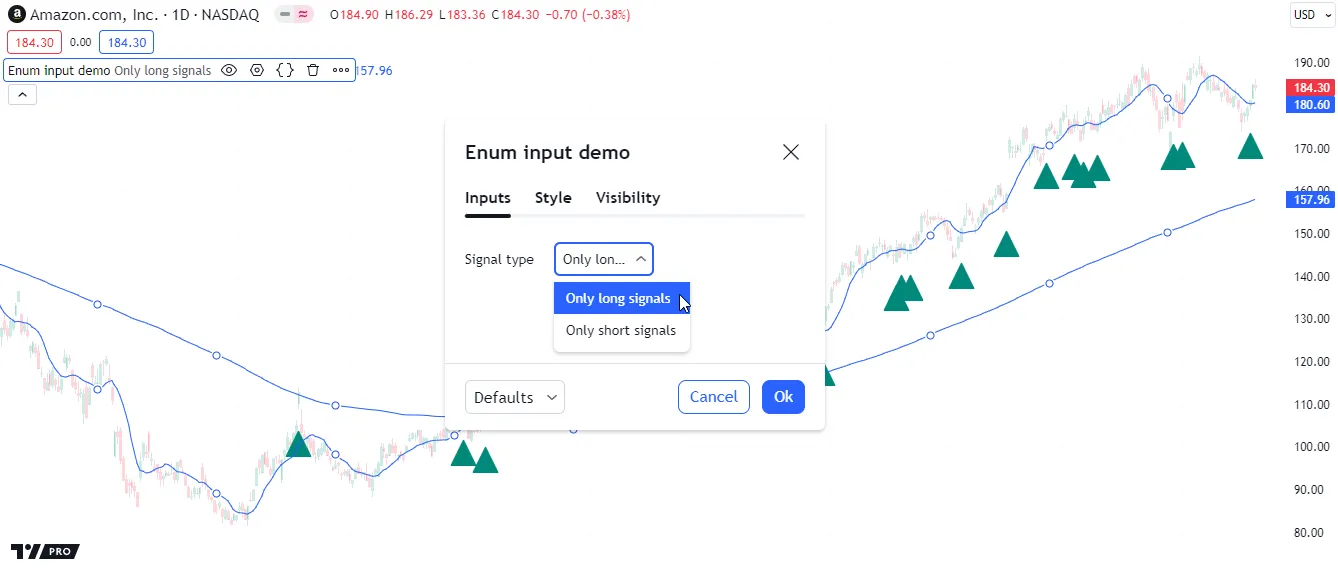 a Amazon.com, Inc. · 1D · NASDAQ O184.90 H186.29 L183.36 C184.30 −0.70 (−0.38%) USD
184.30 0.00 184.30
Enum input demo Only long signals {} 157.96
190.00
184.30
180.60
170.00
160.00
157.96
150.00
140.00
130.00
120.00
110.00
100.00
90.00
80.00
Enum input demo
Inputs Style Visibility
Signal type Only lon...
Only long signals
Only short signals
Defaults Cancel Ok
TV PRO